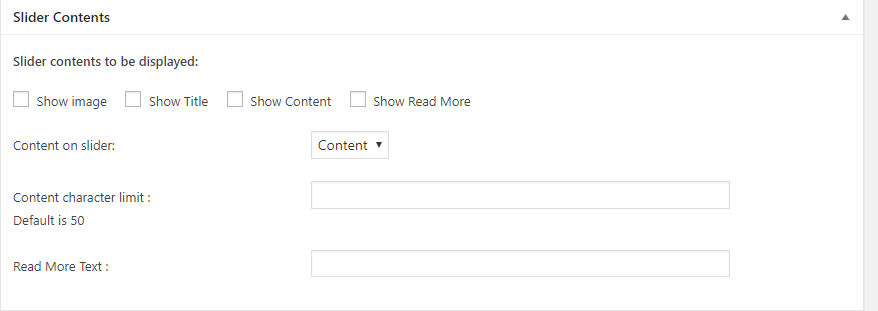 Slider Contents
Slider contents to be displayed:
Show image Show Title Show Content Show Read More
Content on slider: Content
Content character limit :
Default is 50
Read More Text :